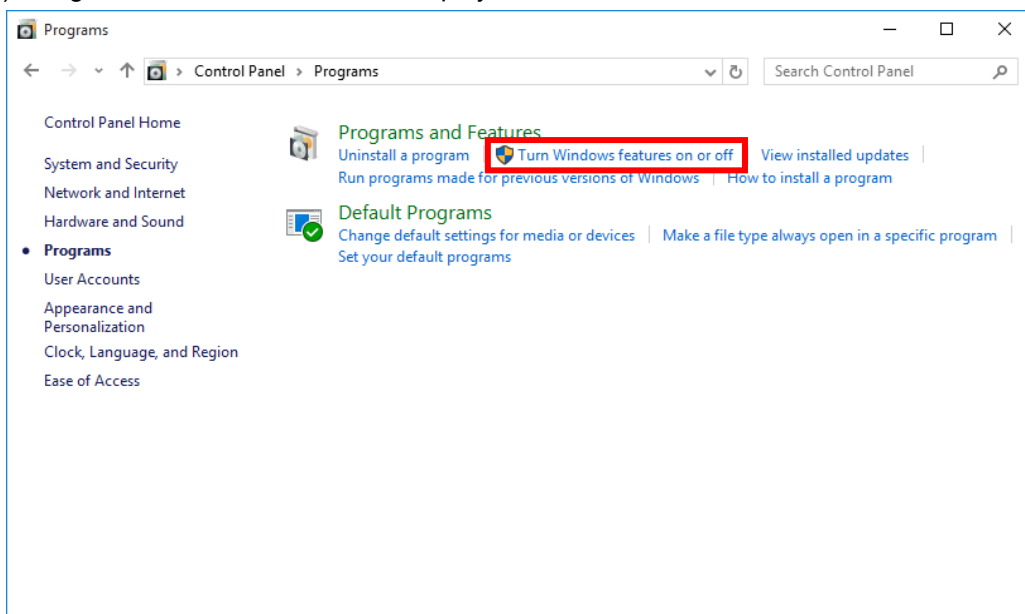 Programs
Control Panel > Programs
Search Control Panel
Control Panel Home
System and Security
Network and Internet
Hardware and Sound
Programs
User Accounts
Appearance and
Personalization
Clock, Language, and Region
Ease of Access
Programs and Features
Uninstall a program Turn Windows features on or off View installed updates
Run programs made for previous versions of Windows How to install a program
Default Programs
Change default settings for media or devices Make a file type always open in a specific program
Set your default programs